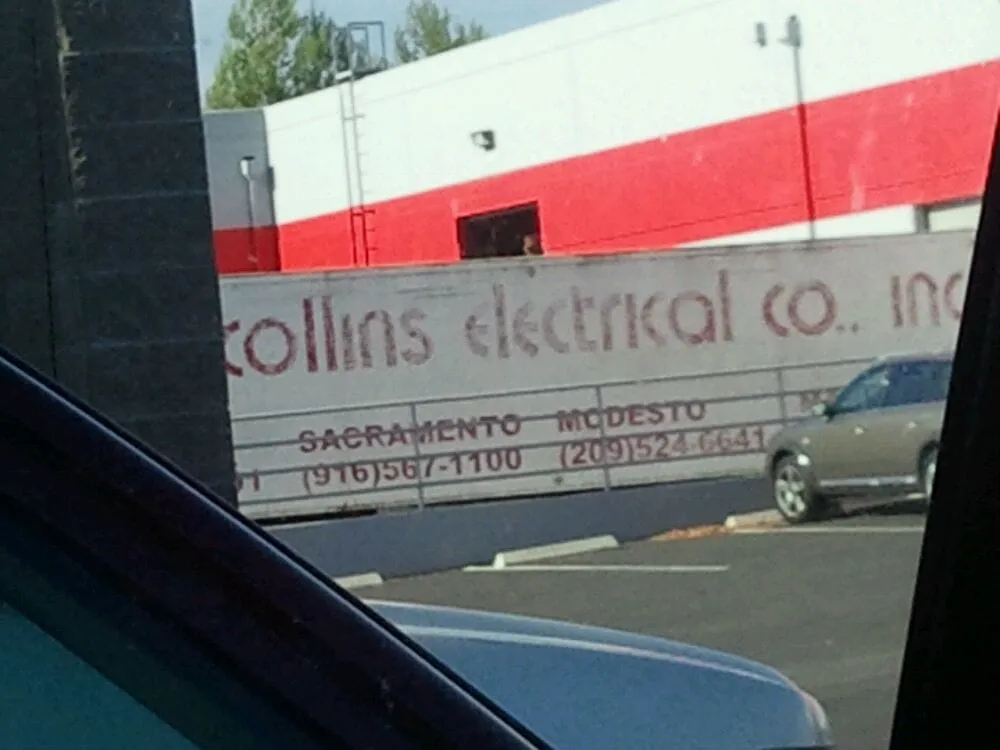 collins electrical co., inc
SACRAMENTO MODESTO
(916)567-1100 (209)524-6641